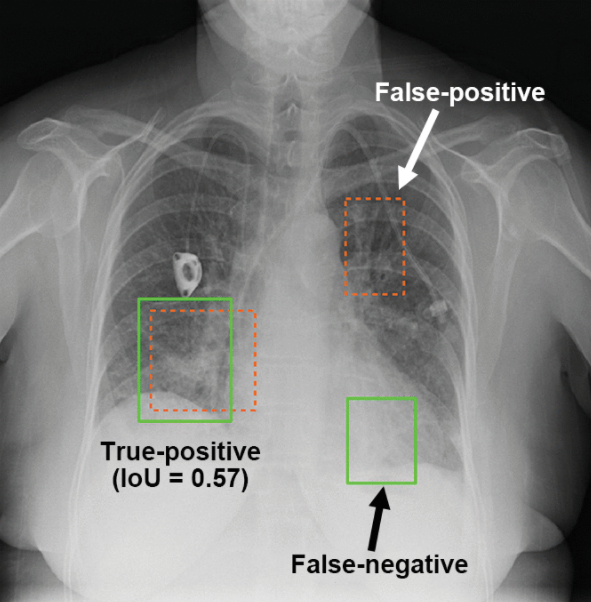 False-positive
True-positive
(IoU = 0.57)
False-negative